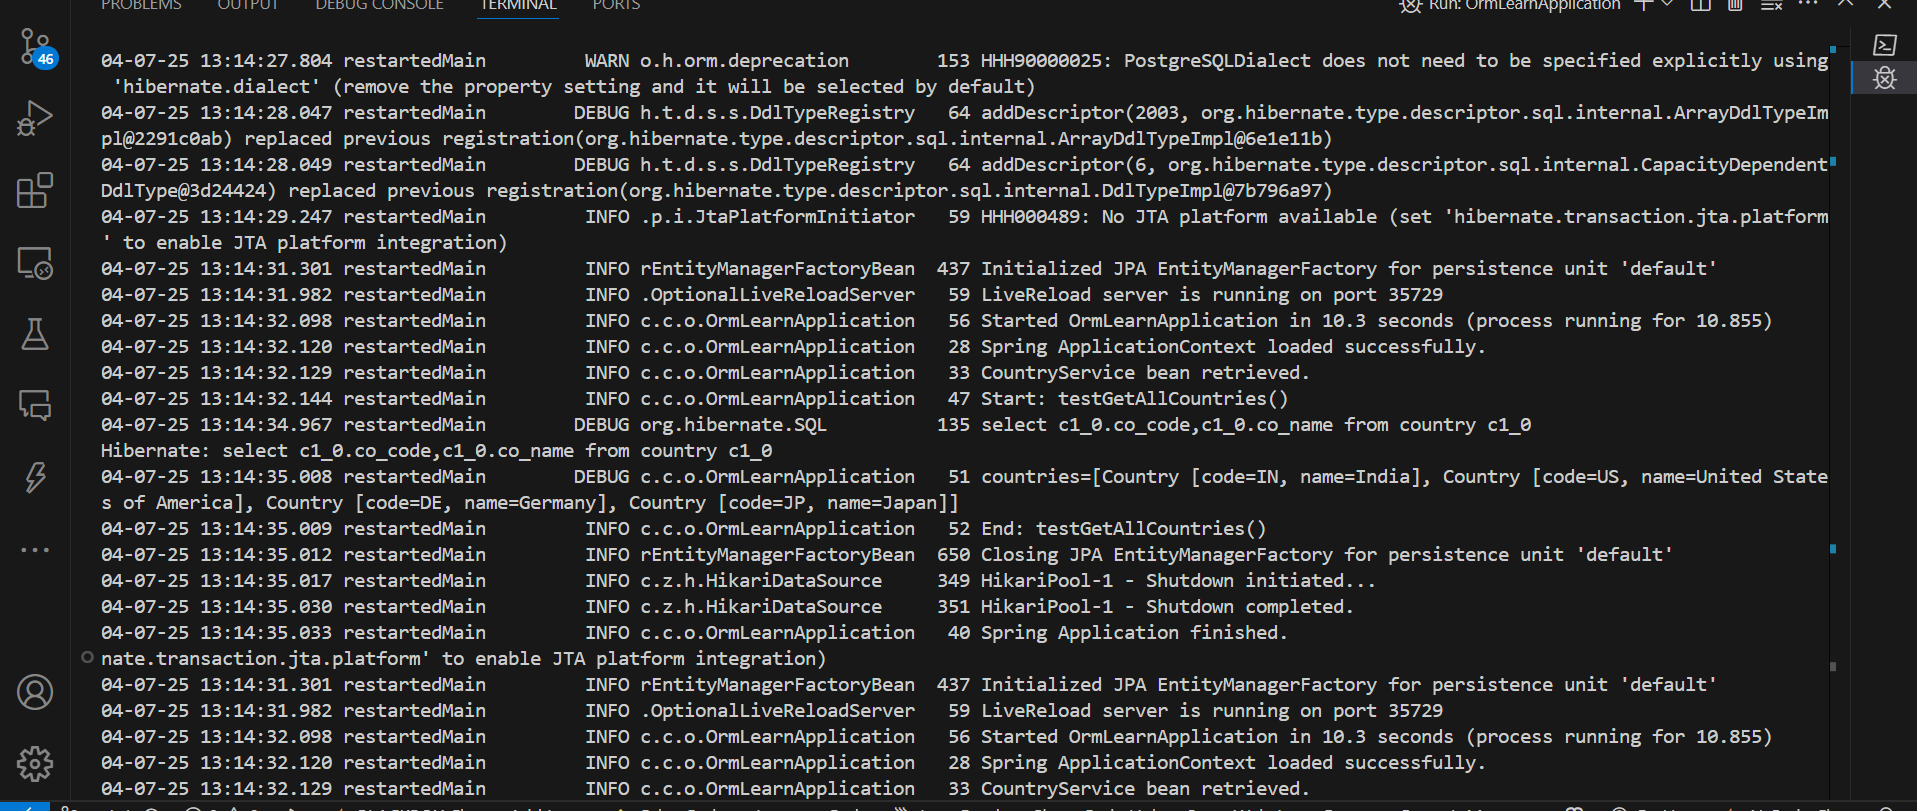 PROBLEMS OUTPUT DEBUG CONSOLE TERMINAL PORTS Run: OrmLearnApplication
04-07-25 13:14:27.804 restartedMain WARN o.h.orm.deprecation 153 HHH90000025: PostgreSQLDialect does not need to be specified explicitly using
'hibernate.dialect' (remove the property setting and it will be selected by default)
04-07-25 13:14:28.047 restartedMain DEBUG h.t.d.s.s.DdlTypeRegistry 64 addDescriptor(2003, org.hibernate.type.descriptor.sql.internal.ArrayDdlTypeIm
pl@2291c0ab) replaced previous registration(org.hibernate.type.descriptor.sql.internal.ArrayDdlTypeImpl@6e1e11b)
04-07-25 13:14:28.049 restartedMain DEBUG h.t.d.s.s.DdlTypeRegistry 64 addDescriptor(6, org.hibernate.type.descriptor.sql.internal.CapacityDependent
DdlType@3d24424) replaced previous registration(org.hibernate.type.descriptor.sql.internal.DdlTypeImpl@7b796a97)
04-07-25 13:14:29.247 restartedMain INFO .p.i.JtaPlatformInitiator 59 HHH000489: No JTA platform available (set 'hibernate.transaction.jta.platform
' to enable JTA platform integration)
04-07-25 13:14:31.301 restartedMain INFO rEntityManagerFactoryBean 437 Initialized JPA EntityManagerFactory for persistence unit 'default'
04-07-25 13:14:31.982 restartedMain INFO .OptionalLiveReloadServer 59 LiveReload server is running on port 35729
04-07-25 13:14:32.098 restartedMain INFO c.c.o.OrmLearnApplication 56 Started OrmLearnApplication in 10.3 seconds (process running for 10.855)
04-07-25 13:14:32.120 restartedMain INFO c.c.o.OrmLearnApplication 28 Spring ApplicationContext loaded successfully.
04-07-25 13:14:32.129 restartedMain INFO c.c.o.OrmLearnApplication 33 CountryService bean retrieved.
04-07-25 13:14:32.144 restartedMain INFO c.c.o.OrmLearnApplication 47 Start: testGetAllCountries()
04-07-25 13:14:34.967 restartedMain DEBUG org.hibernate.SQL 135 select c1_0.co_code,c1_0.co_name from country c1_0
Hibernate: select c1_0.co_code,c1_0.co_name from country c1_0
04-07-25 13:14:35.008 restartedMain DEBUG c.c.o.OrmLearnApplication 51 countries=[Country [code=IN, name=India], Country [code=US, name=United State
s of America], Country [code=DE, name=Germany], Country [code=JP, name=Japan]]
04-07-25 13:14:35.009 restartedMain INFO c.c.o.OrmLearnApplication 52 End: testGetAllCountries()
04-07-25 13:14:35.012 restartedMain INFO rEntityManagerFactoryBean 650 Closing JPA EntityManagerFactory for persistence unit 'default'
04-07-25 13:14:35.017 restartedMain INFO c.z.h.HikariDataSource 349 HikariPool-1 - Shutdown initiated...
04-07-25 13:14:35.030 restartedMain INFO c.z.h.HikariDataSource 351 HikariPool-1 - Shutdown completed.
04-07-25 13:14:35.033 restartedMain INFO c.c.o.OrmLearnApplication 40 Spring Application finished.
nate.transaction.jta.platform' to enable JTA platform integration)
04-07-25 13:14:31.301 restartedMain INFO rEntityManagerFactoryBean 437 Initialized JPA EntityManagerFactory for persistence unit 'default'
04-07-25 13:14:31.982 restartedMain INFO .OptionalLiveReloadServer 59 LiveReload server is running on port 35729
04-07-25 13:14:32.098 restartedMain INFO c.c.o.OrmLearnApplication 56 Started OrmLearnApplication in 10.3 seconds (process running for 10.855)
04-07-25 13:14:32.120 restartedMain INFO c.c.o.OrmLearnApplication 28 Spring ApplicationContext loaded successfully.
04-07-25 13:14:32.129 restartedMain INFO c.c.o.OrmLearnApplication 33 CountryService bean retrieved.
46